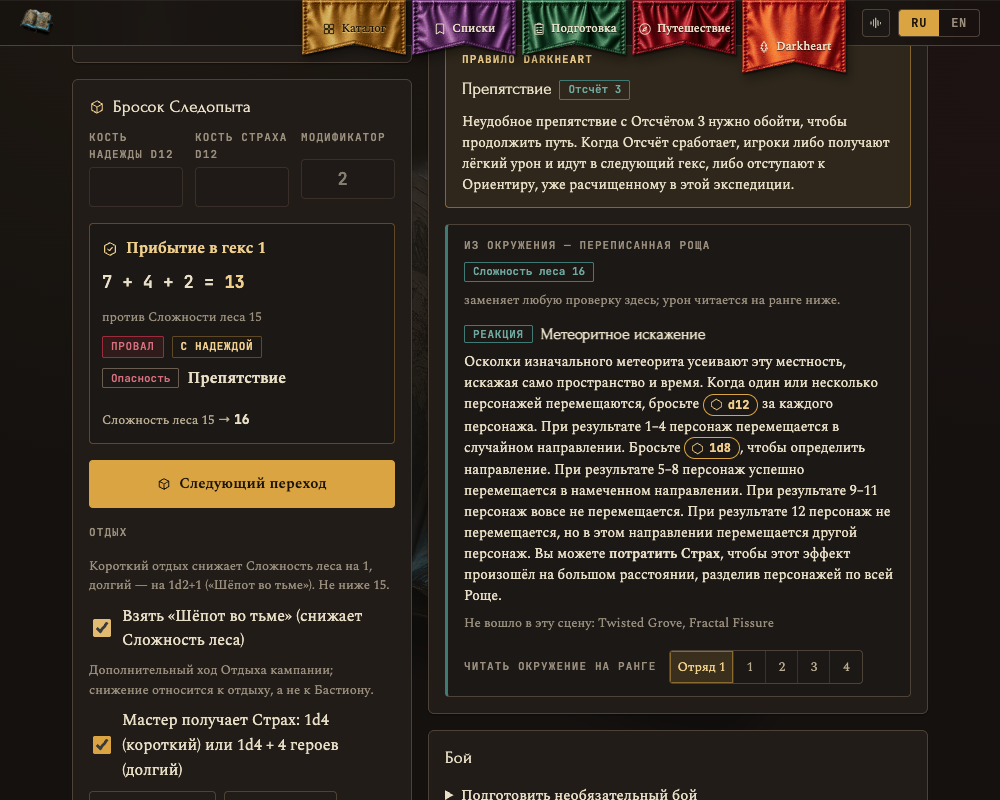 Каталог
Списки
Подготовка
Путешествие
Darkheart
RU
EN
Бросок Следопыта
КОСТЬ НАДЕЖДЫ D12
КОСТЬ СТРАХА D12
МОДИФИКАТОР
2
Прибытие в гекс 1
7 + 4 + 2 = 13
против Сложности леса 15
ПРОВАЛ
С НАДЕЖДОЙ
Опасность
Препятствие
Сложность леса 15 → 16
Следующий переход
ОТДЫХ
Короткий отдых снижает Сложность леса на 1,
долгий — на 1d2+1 («Шёпот во тьме»). Не ниже 15.
Взять «Шёпот во тьме» (снижает
Сложность леса)
Дополнительный ход Отдыха кампании;
снижение относится к отдыху, а не к Бастиону.
Мастер получает Страх: 1d4
(короткий) или 1d4 + 4 героев
(долгий)
ПРАВИЛО DARKHEART
Препятствие
Отсчёт 3
Неудобное препятствие с Отсчётом 3 нужно обойти, чтобы
продолжить путь. Когда Отсчёт сработает, игроки либо получают
лёгкий урон и идут в следующий гекс, либо отступают к
Ориентиру, уже расчищенному в этой экспедиции.
ИЗ ОКРУЖЕНИЯ — ПЕРЕПИСАННАЯ РОЩА
Сложность леса 16
заменяет любую проверку здесь; урон читается на ранге ниже.
РЕАКЦИЯ
Метеоритное искажение
Осколки изначального метеорита усеивают эту местность,
искажая само пространство и время. Когда один или несколько
персонажей перемещаются, бросьте d12 за каждого
персонажа. При результате 1–4 персонаж перемещается в
случайном направлении. Бросьте 1d8, чтобы определить
направление. При результате 5–8 персонаж успешно
перемещается в намеченном направлении. При результате 9–11
персонаж вовсе не перемещается. При результате 12 персонаж не
перемещается, но в этом направлении перемещается другой
персонаж. Вы можете потратить Страх, чтобы этот эффект
произошёл на большом расстоянии, разделив персонажей по всей
Роще.
Не вошло в эту сцену: Twisted Grove, Fractal Fissure
ЧИТАТЬ ОКРУЖЕНИЕ НА РАНГЕ
Отряд 1
1
2
3
4
Бой
Подготовить необязательный бой